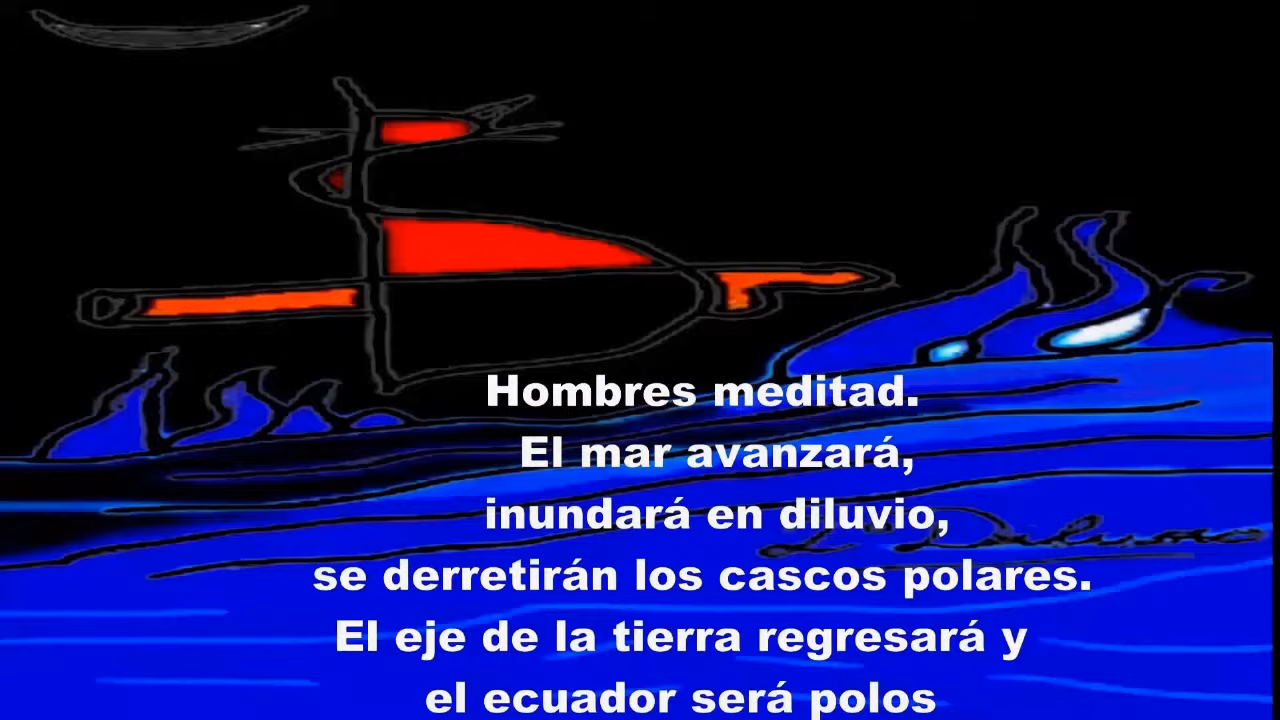 Hombres meditad.
El mar avanzará,
inundará en diluvio,
se derretirán los cascos polares.
El eje de la tierra regresará y
el ecuador será polos